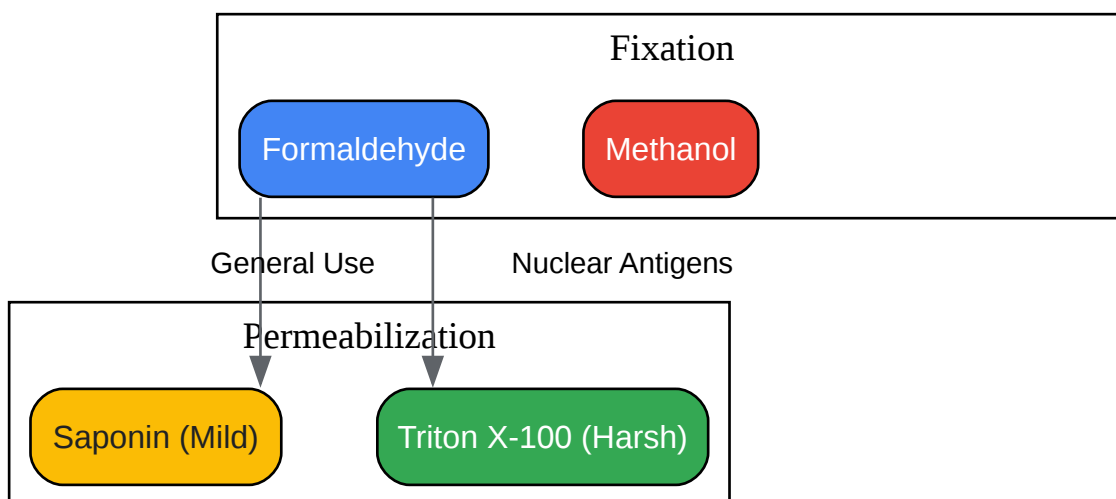 Fixation
Formaldehyde
Methanol
General Use
Nuclear Antigens
Permeabilization
Saponin (Mild)
Triton X-100 (Harsh)